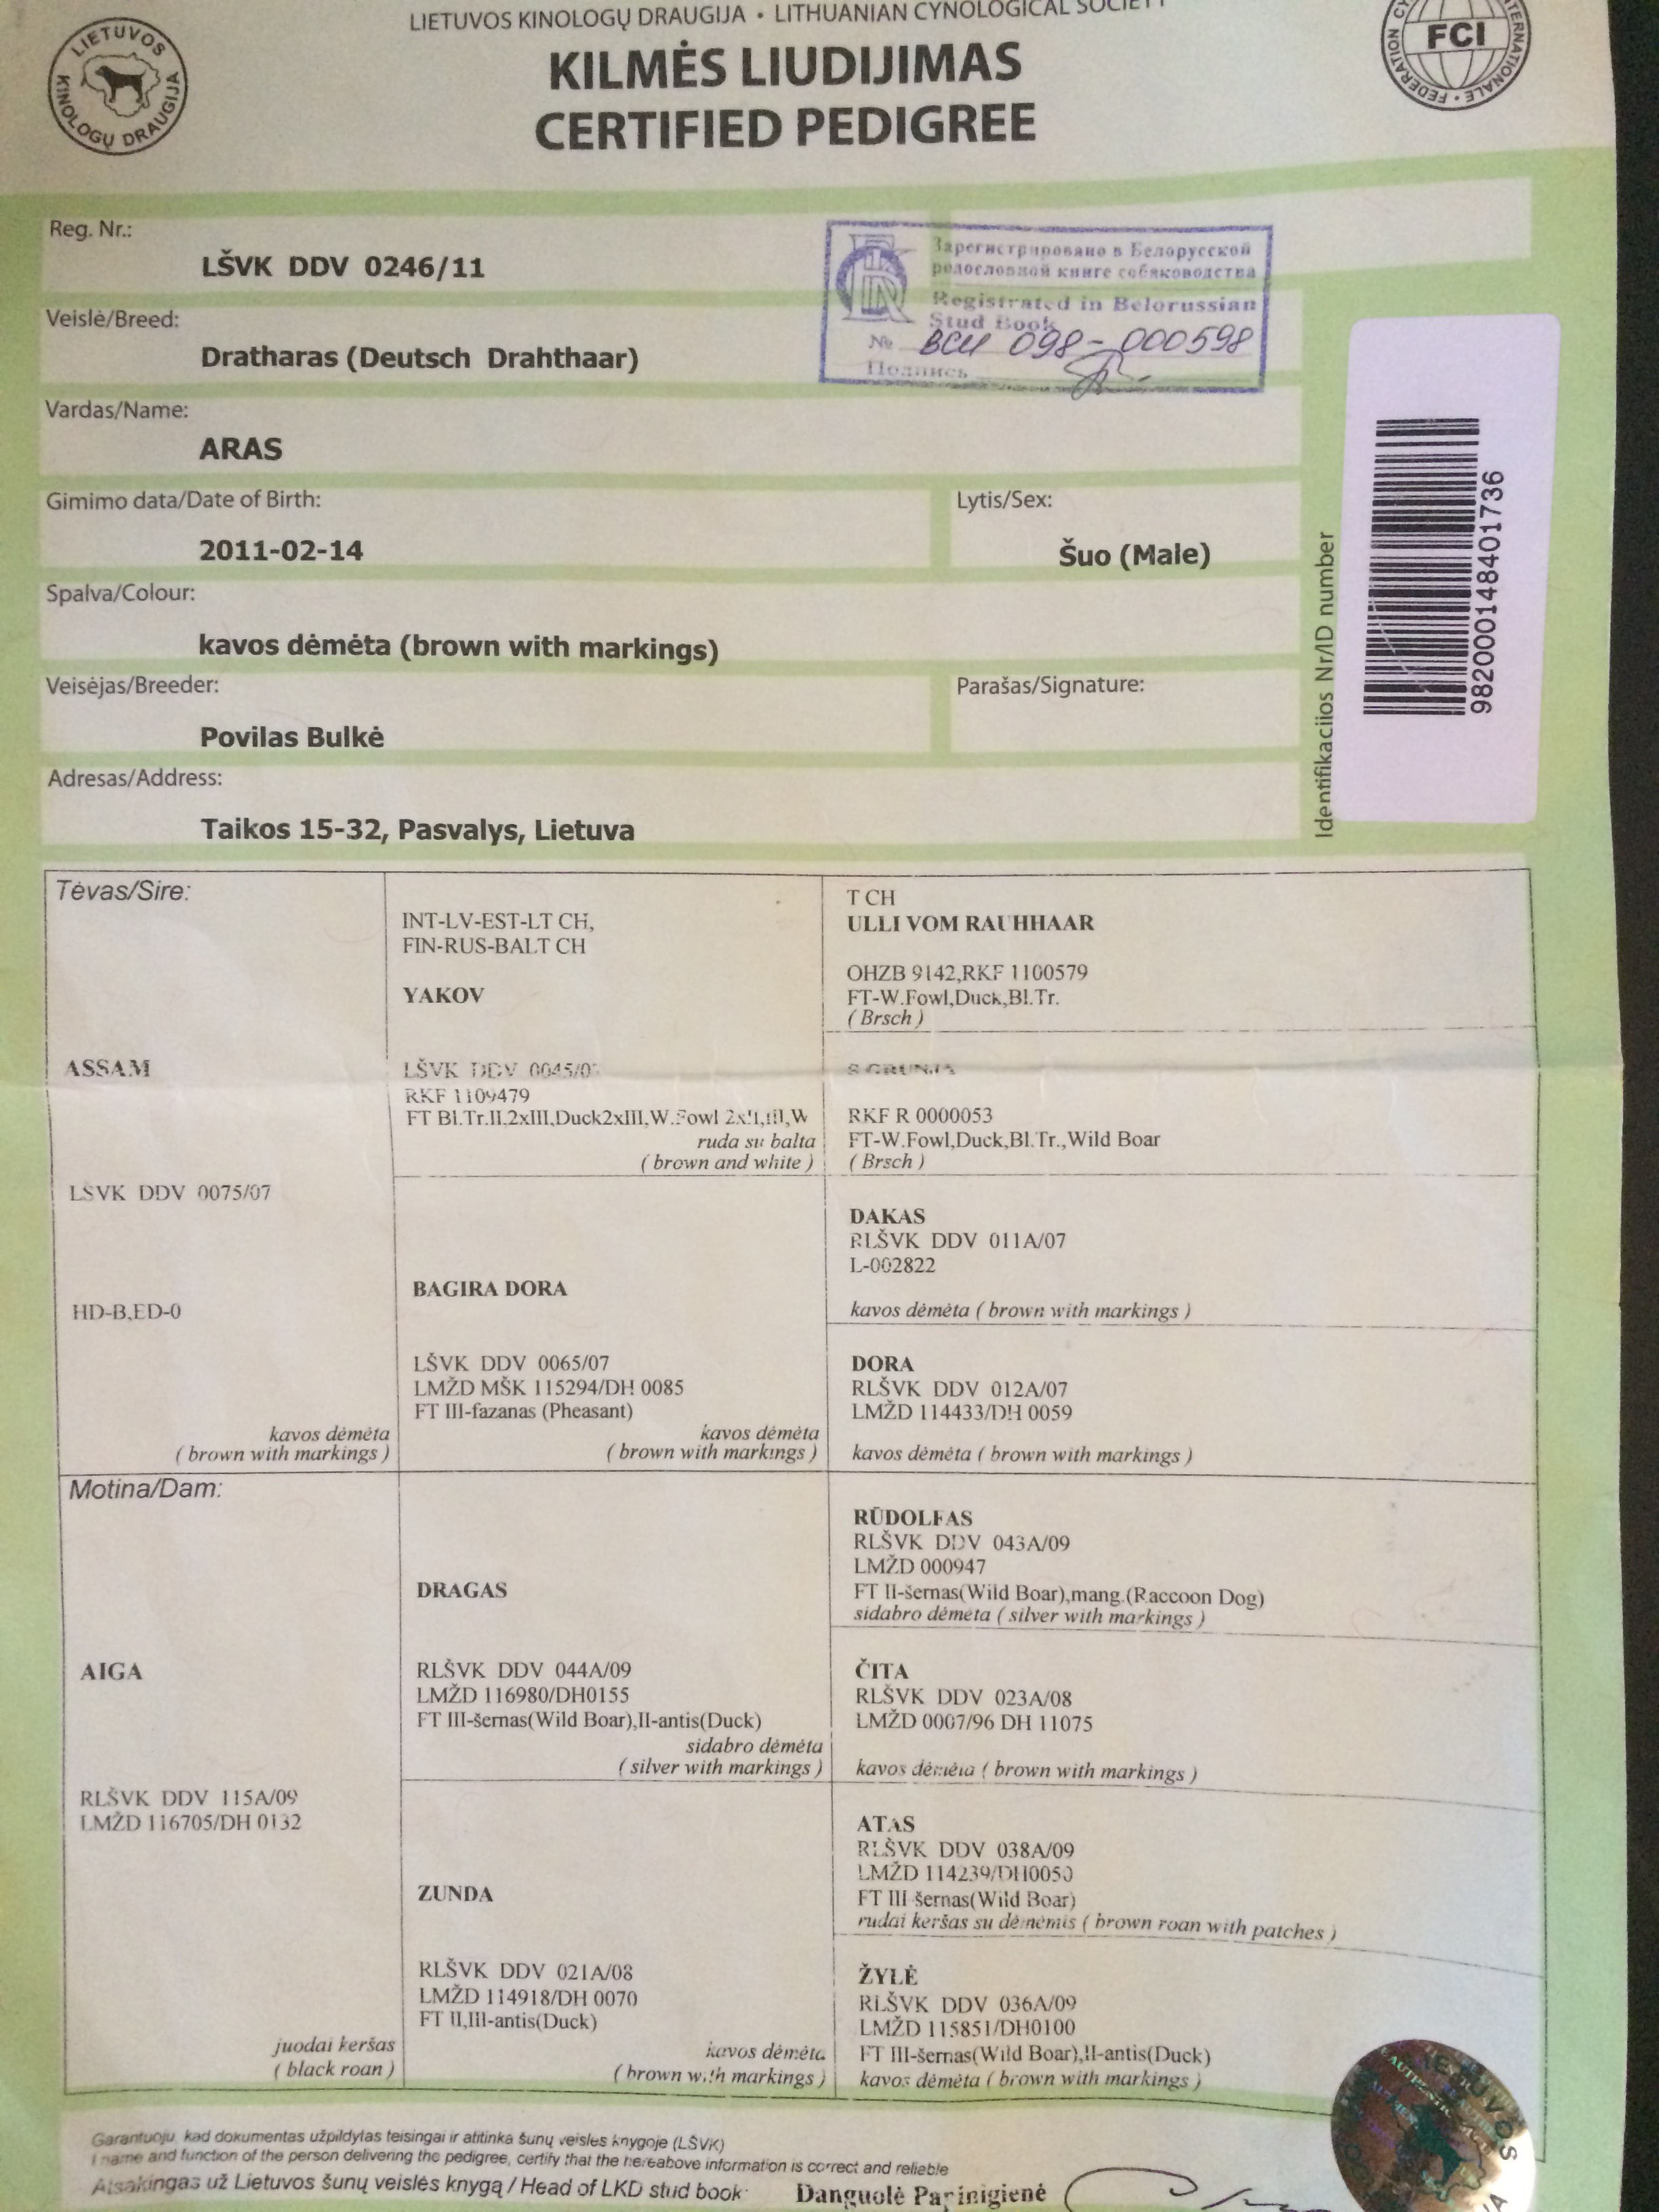 LIETUVOS KINOLOGŲ DRAUGIJA • LITHUANIAN CYNOLOGICAL SOCIETY
LIETUVOS KINOLOGŲ DRAUGIJA
FCI
KILMĖS LIUDIJIMAS
CERTIFIED PEDIGREE
Reg. Nr.:
LŠVK DDV 0246/11
Зарегистрировано в Белорусской
родословной книге собаководства
Registrated in Belorussian
Stud Book
№ ВСИ 098-000598
Подпись
Veislė/Breed:
Dratharas (Deutsch Drahthaar)
Vardas/Name:
ARAS
Gimimo data/Date of Birth:
2011-02-14
Lytis/Sex:
Šuo (Male)
Spalva/Colour:
kavos dėmėta (brown with markings)
Veisėjas/Breeder:
Povilas Bulkė
Parašas/Signature:
Adresas/Address:
Taikos 15-32, Pasvalys, Lietuva
Identifikaciios Nr/ID number
982000148401736
Tėvas/Sire:
ASSAM
LŠVK DDV 0075/07
HD-B,ED-0
kavos dėmėta
( brown with markings )
INT-LV-EST-LT CH,
FIN-RUS-BALT CH
YAKOV
LŠVK DDV
RKF 1109479
FT Bl.Tr.II,2xIII,Duck2xIII,W.Fowl
ruda su balta
( brown and white )
BAGIRA DORA
LŠVK DDV 0065/07
LMŽD MŠK 115294/DH 0085
FT III-fazanas (Pheasant)
kavos dėmėta
( brown with markings )
T CH
ULLI VOM RAUHHAAR
OHZB 9142,RKF 1100579
FT-W.Fowl,Duck,Bl.Tr.
( Brsch )
RKF R 0000053
FT-W.Fowl,Duck,Bl.Tr.,Wild Boar
( Brsch )
DAKAS
RLŠVK DDV 011A/07
L-002822
kavos dėmėta ( brown with markings )
DORA
RLŠVK DDV 012A/07
LMŽD 114433/DH 0059
kavos dėmėta ( brown with markings )
Motina/Dam:
AIGA
RLŠVK DDV 115A/09
LMŽD 116705/DH 0132
juodai keršas
( black roan )
DRAGAS
RLŠVK DDV 044A/09
LMŽD 116980/DH0155
FT III-šernas(Wild Boar),II-antis(Duck)
sidabro dėmėta
( silver with markings )
ZUNDA
RLŠVK DDV 021A/08
LMŽD 114918/DH 0070
FT II,III-antis(Duck)
kavos dėmėta
( brown with markings )
RŪDOLFAS
RLŠVK DDV 043A/09
LMŽD 000947
FT II-šernas(Wild Boar),mang.(Raccoon Dog)
sidabro dėmėta ( silver with markings )
ČITA
RLŠVK DDV 023A/08
LMŽD 0007/96 DH 11075
kavos dėmėta ( brown with markings )
ATAS
RLŠVK DDV 038A/09
LMŽD 114239/DH0050
FT III-šernas(Wild Boar)
rudai keršas su dėmėmis ( brown roan with patches )
ŽYLĖ
RLŠVK DDV 036A/09
LMŽD 115851/DH0100
FT III-šernas(Wild Boar),II-antis(Duck)
kavos dėmėta ( brown with markings )
Garantuoju, kad dokumentas užpildytas teisingai ir atitinka šunų veislės knygoje (LŠVK)
I name and function of the person delivering the pedigree, certify that the hereabove information is correct and reliable
Atsakingas už Lietuvos šunų veislės knygą / Head of LKD stud book: Danguolė Parinigienė